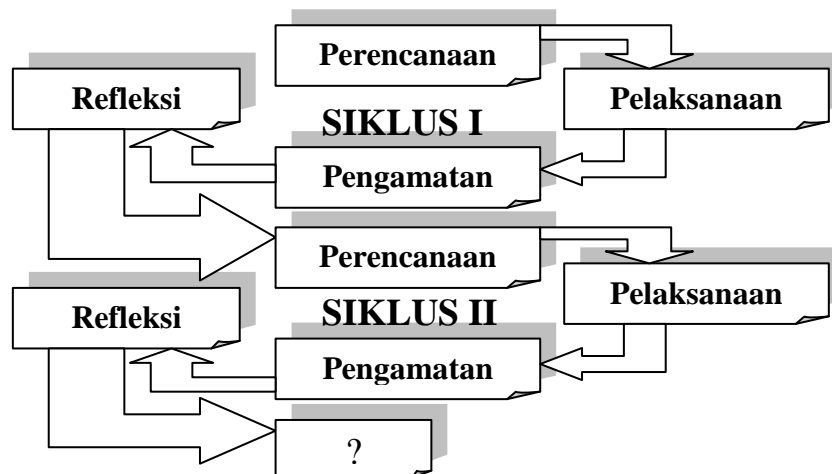 Perencanaan
Refleksi
Pelaksanaan
SIKLUS I
Pengamatan
Perencanaan
Pelaksanaan
Refleksi
SIKLUS II
Pengamatan
?